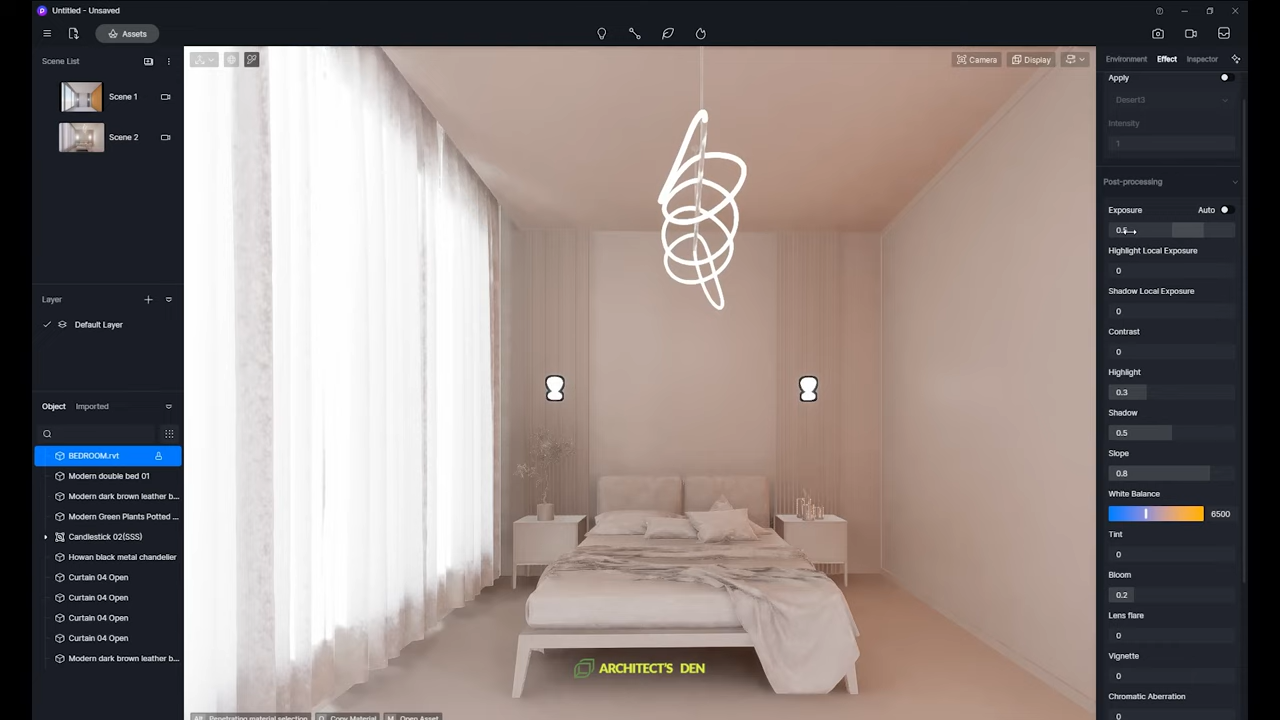 Untitled - Unsaved
Assets
Scene List
Scene 1
Scene 2
Layer
Default Layer
Object Imported
BEDROOM.rvt
Modern double bed 01
Modern dark brown leather b...
Modern Green Plants Potted ...
Candlestick 02(SSS)
Howan black metal chandelier
Curtain 04 Open
Curtain 04 Open
Curtain 04 Open
Curtain 04 Open
Modern dark brown leather b...
Camera Display
ARCHITECT'S DEN
Alt Penetrating material selection Copy Material M Open Asset
Environment Effect Inspector
Apply
Desert3
Intensity
1
Post-processing
Exposure Auto
0.5
Highlight Local Exposure
0
Shadow Local Exposure
0
Contrast
0
Highlight
0.3
Shadow
0.5
Slope
0.8
White Balance
6500
Tint
0
Bloom
0.2
Lens flare
0
Vignette
0
Chromatic Aberration
0